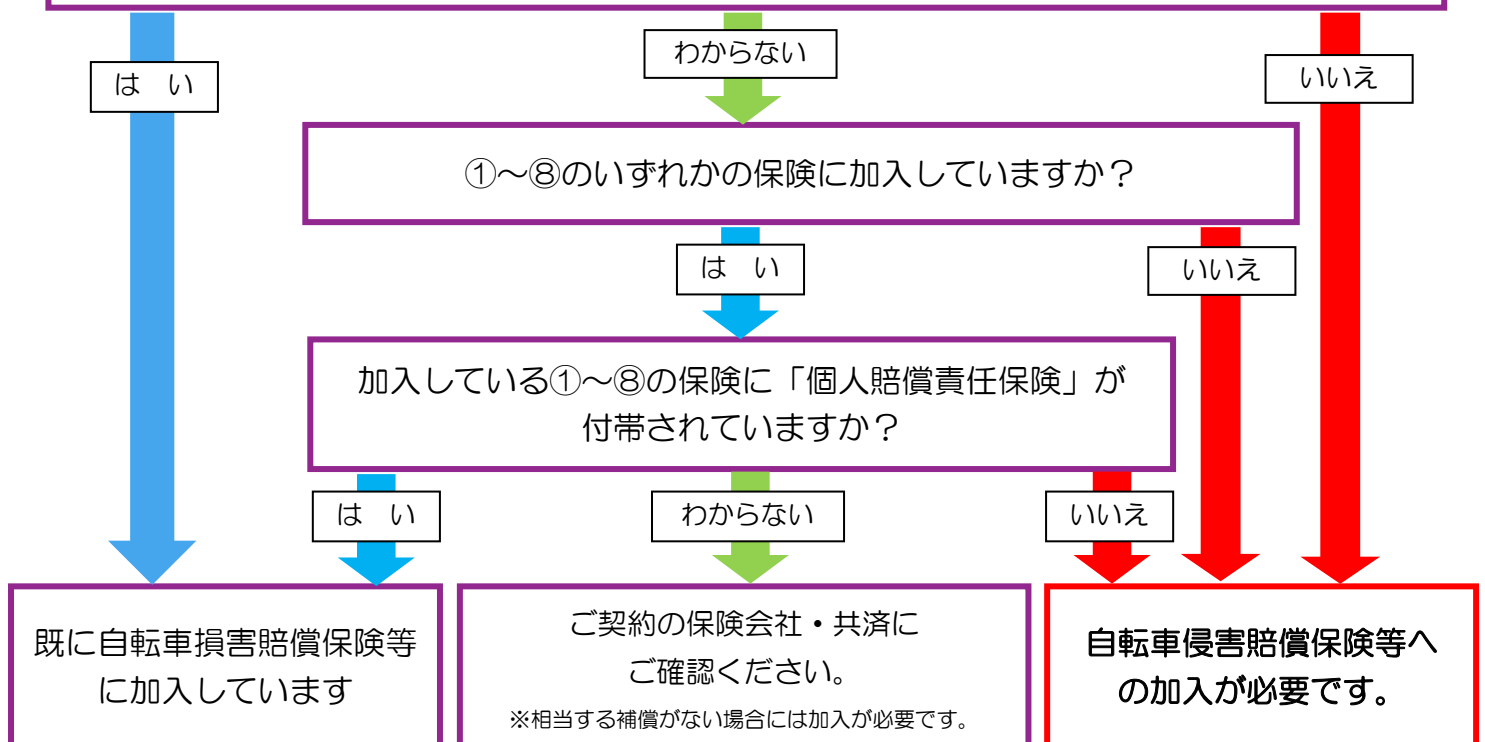 は い
わからない
いいえ
①～⑧のいずれかの保険に加入していますか？
は い
いいえ
加入している①～⑧の保険に「個人賠償責任保険」が
付帯されていますか？
は い
わからない
いいえ
既に自転車損害賠償保険等
に加入しています
ご契約の保険会社・共済に
ご確認ください。
※相当する補償がない場合には加入が必要です。
自転車侵害賠償保険等へ
の加入が必要です。